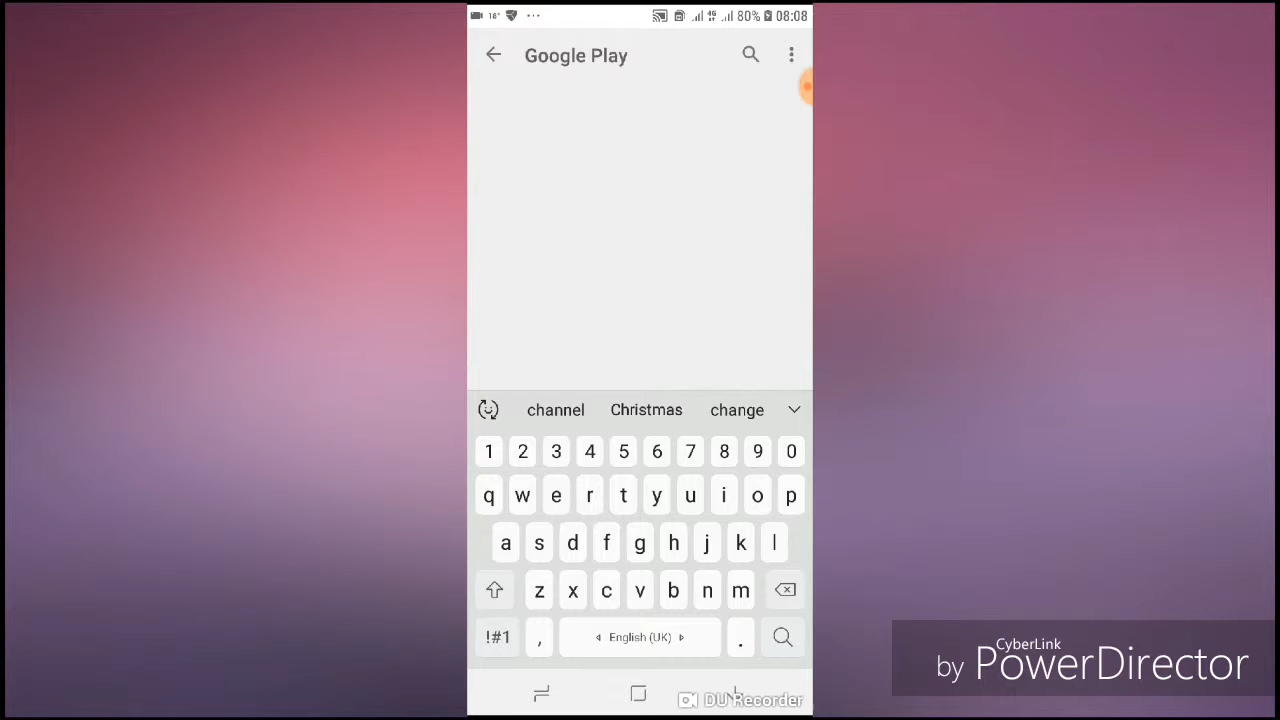 18° ... 4G 80% 08:08
Google Play
channel Christmas change
1 2 3 4 5 6 7 8 9 0
q w e r t y u i o p
a s d f g h j k l
z x c v b n m
!#1 , English (UK) .
CyberLink
by PowerDirector
DU Recorder